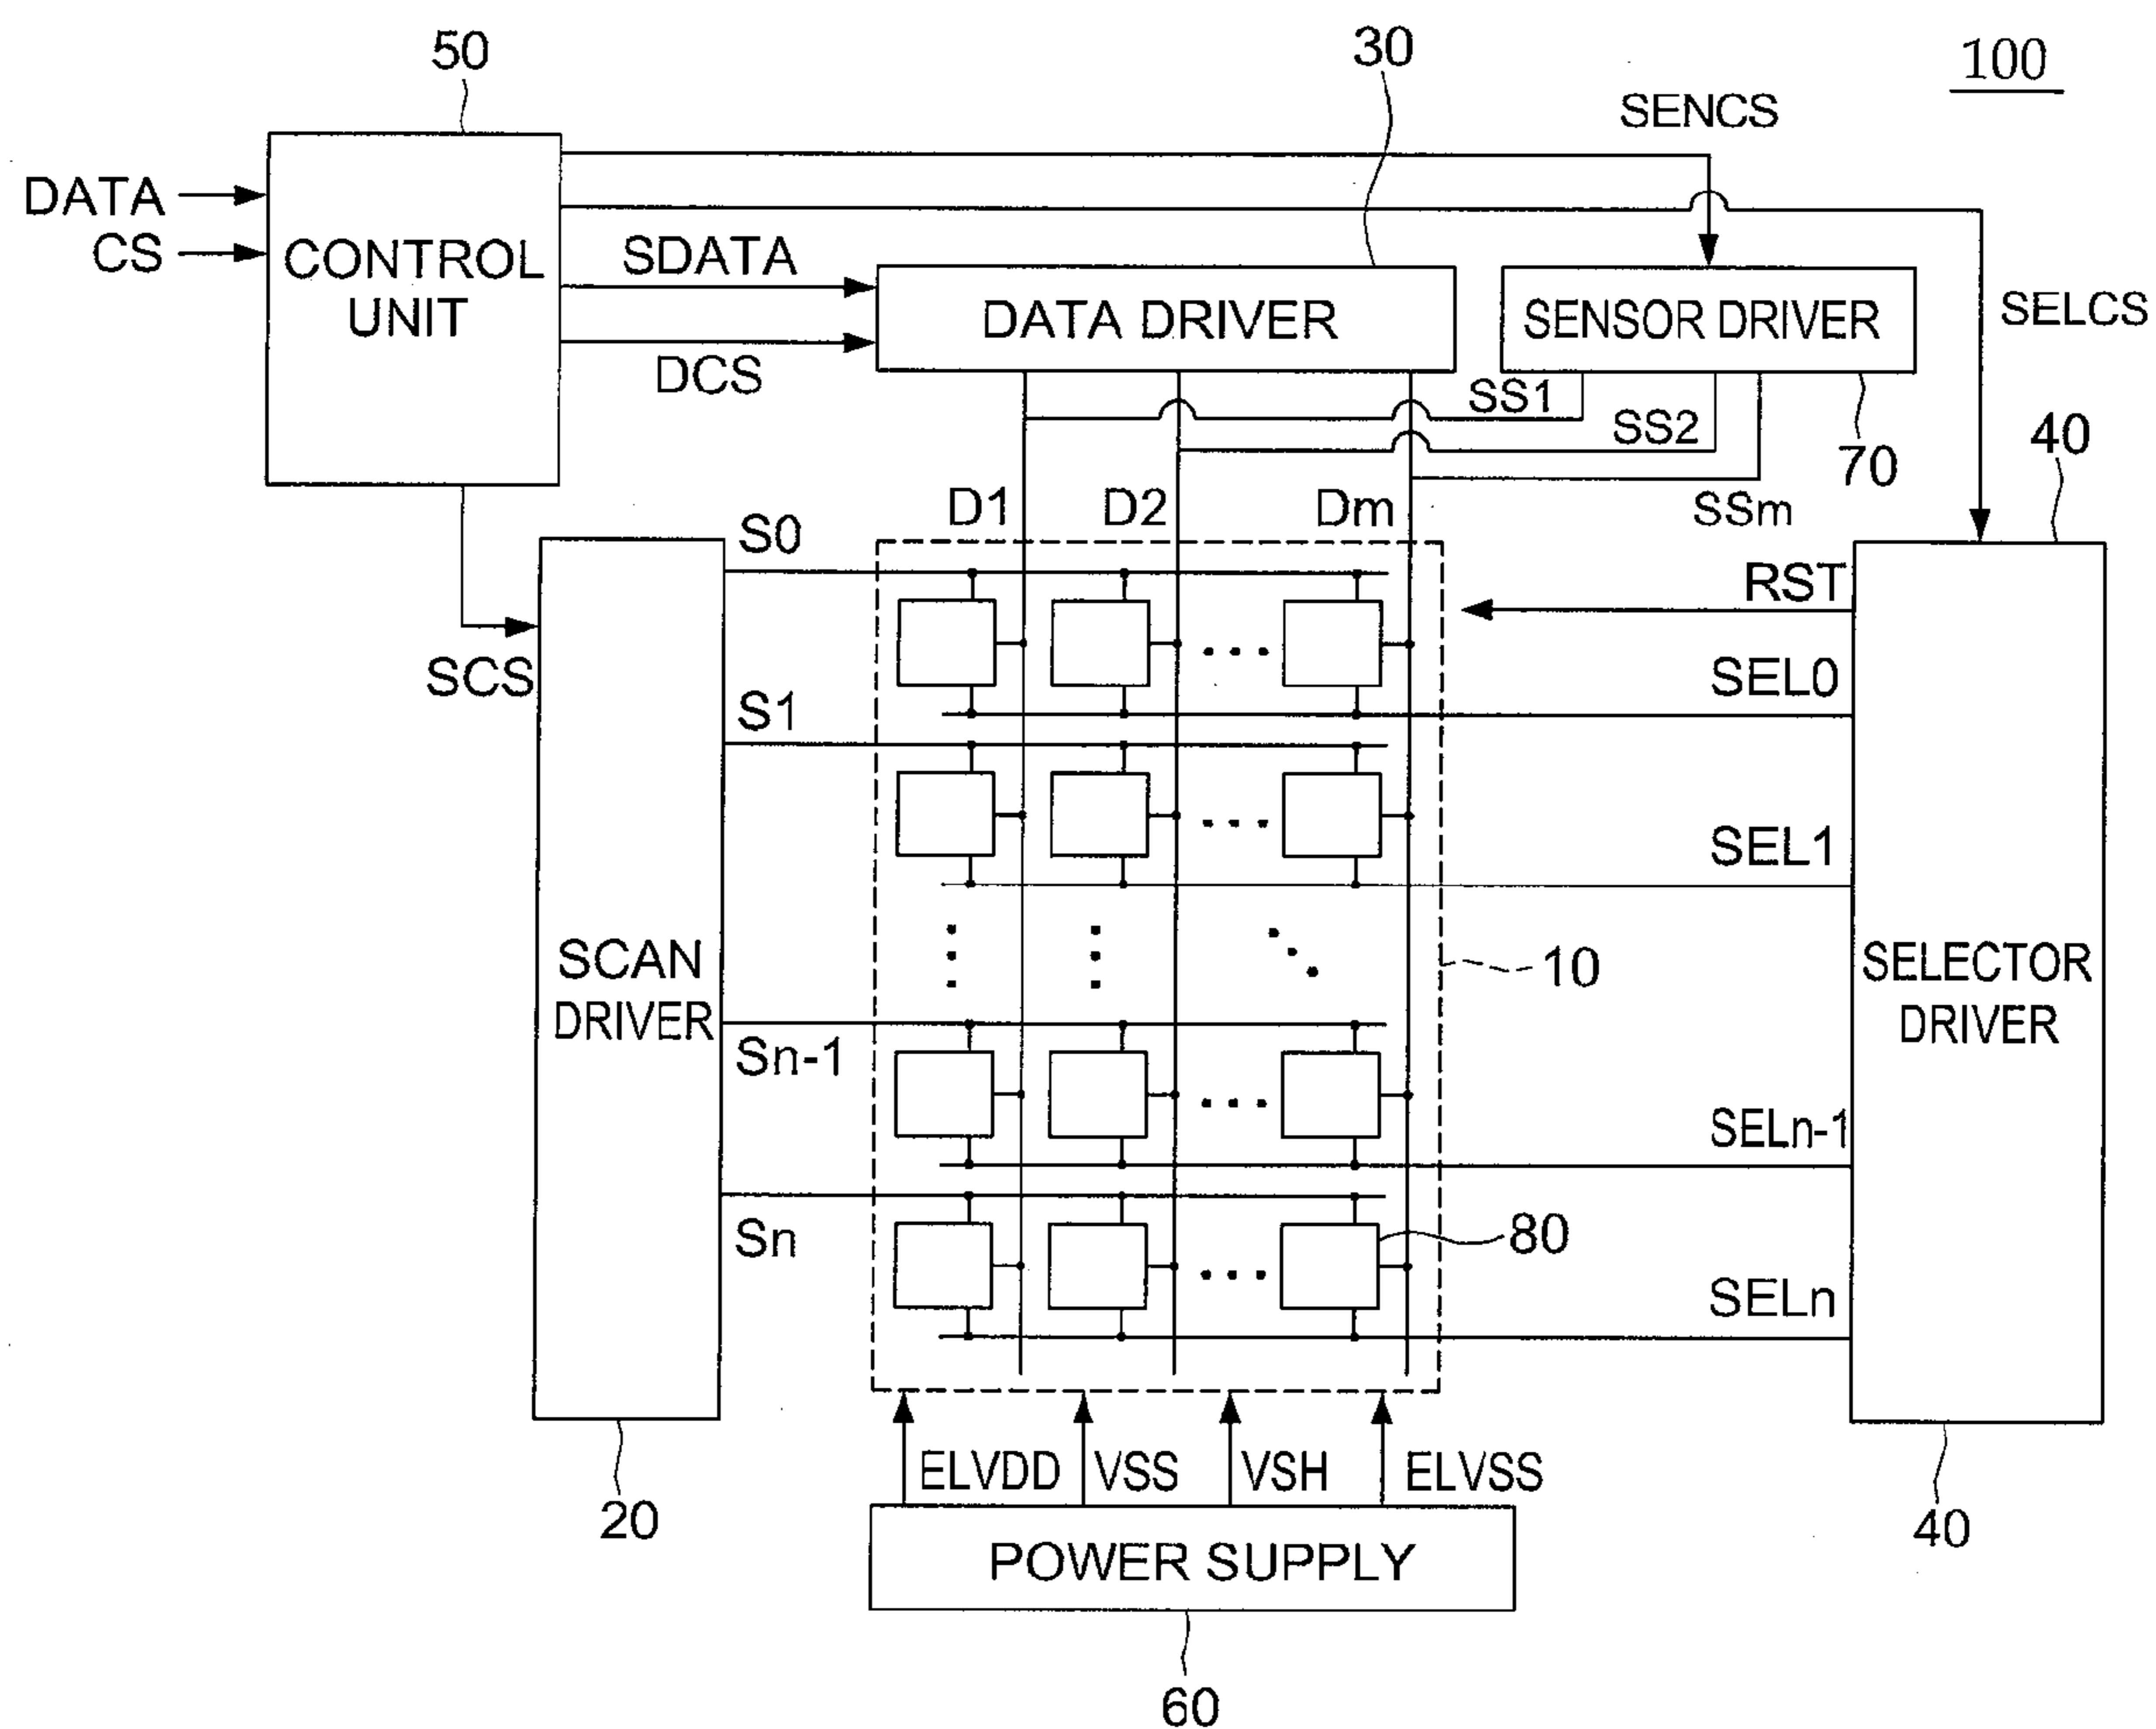 50
30
100
SENCS
DATA
CS
CONTROL
UNIT
SDATA
DCS
DATA DRIVER
SENSOR DRIVER
SELCS
SS1
SS2
SSm
70
40
D1
D2
Dm
S0
RST
SCS
SEL0
S1
SEL1
SCAN
DRIVER
10
SELECTOR
DRIVER
Sn-1
SELn-1
Sn
80
SELn
ELVDD
VSS
VSH
ELVSS
20
40
POWER SUPPLY
60